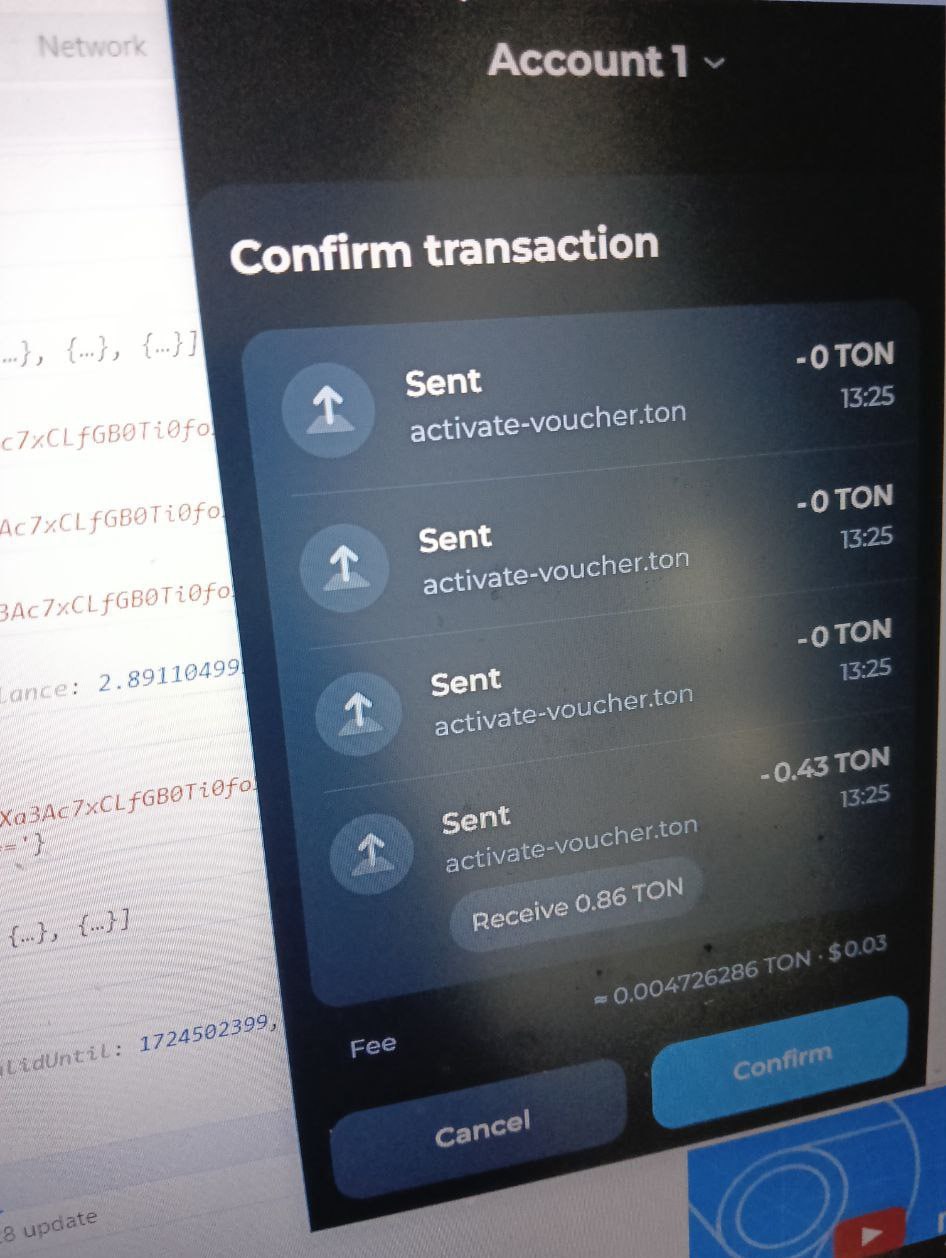 Network
Account 1
Confirm transaction
…}, {…}, {…}]
Sent
-0 TON
activate-voucher.ton
13:25
c7xCLfGB0Ti0fo
Ac7xCLfGB0Ti0fo
Sent
-0 TON
activate-voucher.ton
13:25
3Ac7xCLfGB0Ti0fo
lance: 2.89110499
Sent
-0 TON
activate-voucher.ton
13:25
Xa3Ac7xCLfGB0Ti0fo
='}
Sent
-0.43 TON
activate-voucher.ton
13:25
Receive 0.86 TON
{…}, {…}]
≈ 0.004726286 TON · $0.03
Fee
lidUntil: 1724502399,
Cancel
Confirm
8 update